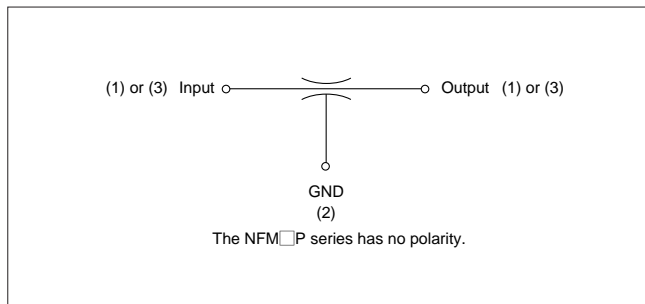 (1) or (3) Input Output (1) or (3)
GND
(2)
The NFM□P series has no polarity.